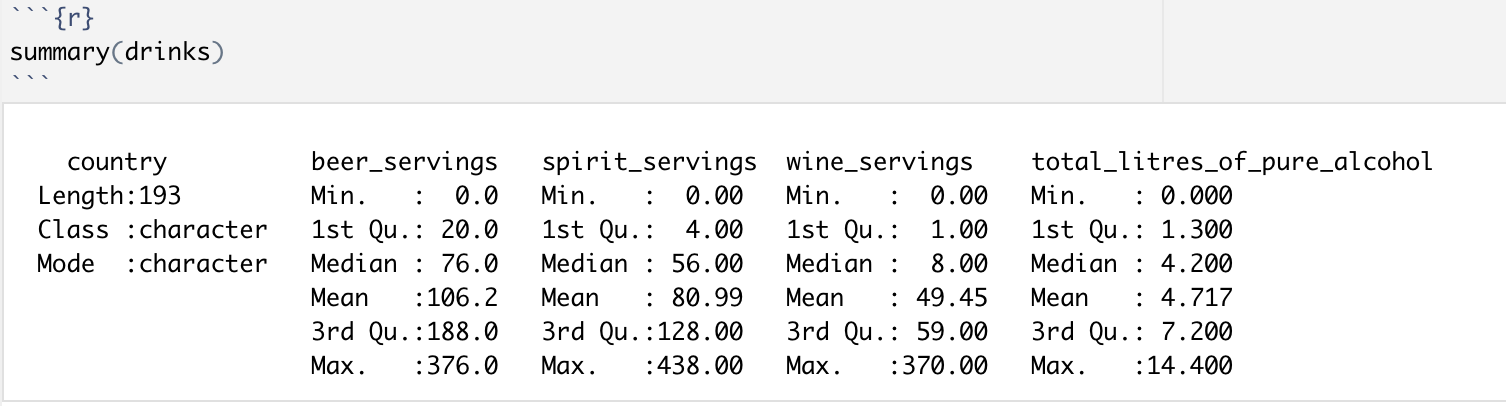 ```{r}
summary(drinks)
```
country beer_servings spirit_servings wine_servings total_litres_of_pure_alcohol
Length:193 Min. : 0.0 Min. : 0.00 Min. : 0.00 Min. : 0.000
Class :character 1st Qu.: 20.0 1st Qu.: 4.00 1st Qu.: 1.00 1st Qu.: 1.300
Mode :character Median : 76.0 Median : 56.00 Median : 8.00 Median : 4.200
Mean :106.2 Mean : 80.99 Mean : 49.45 Mean : 4.717
3rd Qu.:188.0 3rd Qu.:128.00 3rd Qu.: 59.00 3rd Qu.: 7.200
Max. :376.0 Max. :438.00 Max. :370.00 Max. :14.400